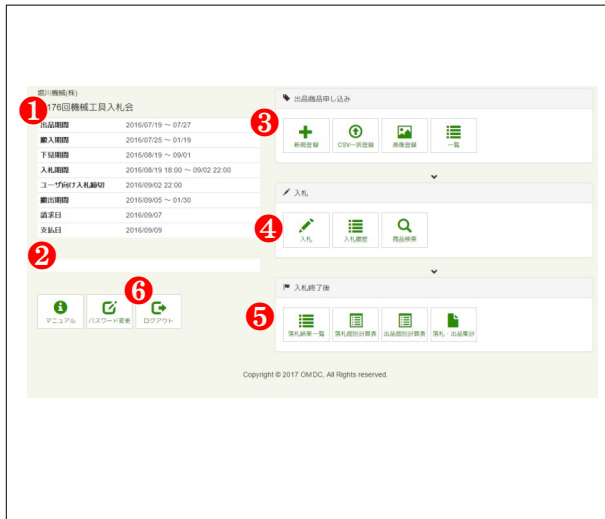 堀川機械(株)
❶
176回機械工具入札会
出品期間 2016/07/19 ～ 07/27
搬入期間 2016/07/25 ～ 01/19
下見期間 2016/08/19 ～ 09/01
入札期間 2016/08/19 18:00 ～ 09/02 22:00
ユーザ向け入札締切 2016/09/02 22:00
搬出期間 2016/09/05 ～ 01/30
請求日 2016/09/07
支払日 2016/09/09
❷
❻
マニュアル パスワード変更 ログアウト
出品商品申し込み
❸
新規登録 CSV一括登録 画像登録 一覧
入札
❹
入札 入札履歴 商品検索
入札終了後
❺
落札結果一覧 落札個別計算表 出品個別計算表 落札・出品集計
Copyright © 2017 OMDC, All Rights reserved.